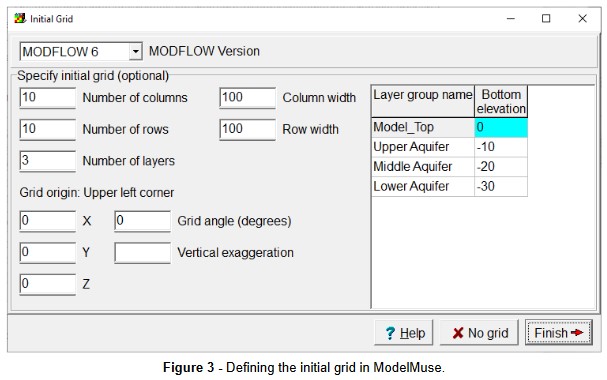 Initial Grid
MODFLOW 6 MODFLOW Version
Specify initial grid (optional)
10 Number of columns 100 Column width
10 Number of rows 100 Row width
3 Number of layers
Grid origin: Upper left corner
0 X 0 Grid angle (degrees)
0 Y Vertical exaggeration
0 Z
Layer group name Bottom elevation
Model_Top 0
Upper Aquifer -10
Middle Aquifer -20
Lower Aquifer -30
? Help No grid Finish
Figure 3 - Defining the initial grid in ModelMuse.